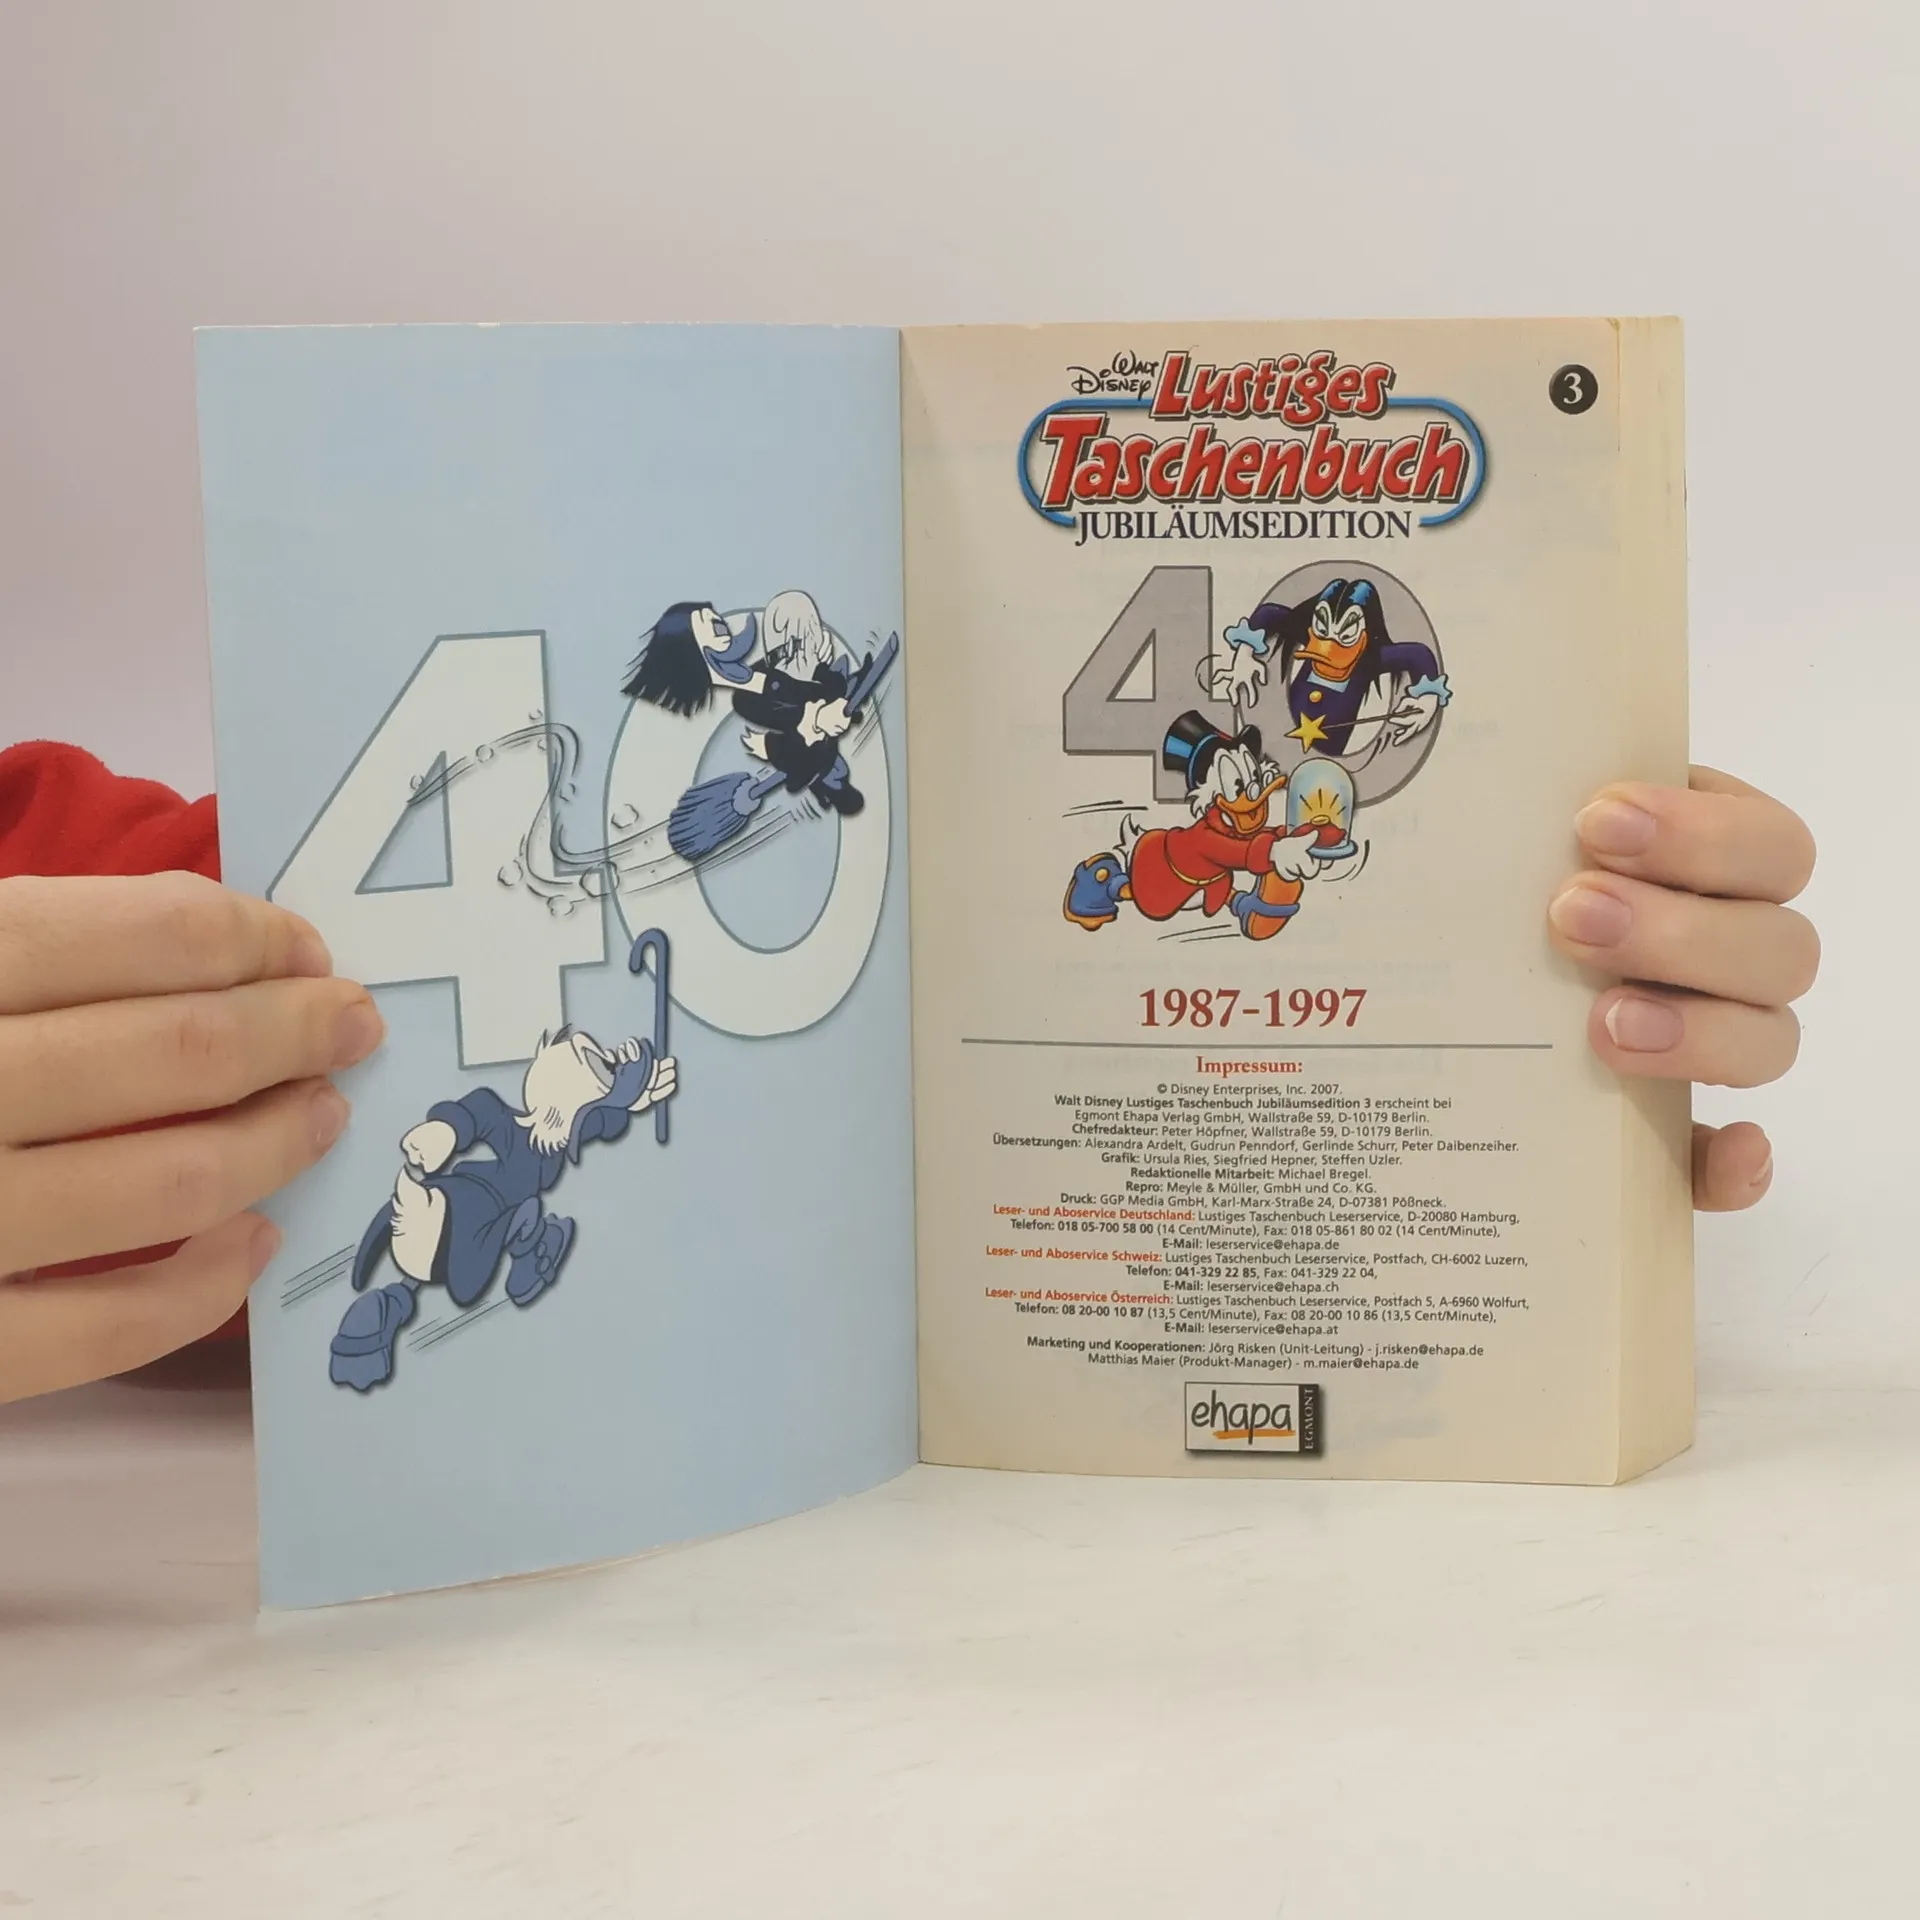 40
WALT DISNEY
Lustiges
Taschenbuch
JUBILÄUMSEDITION
3
40
1987-1997
Impressum:
© Disney Enterprises, Inc. 2007.
Walt Disney Lustiges Taschenbuch Jubiläumsedition 3 erscheint bei
Egmont Ehapa Verlag GmbH, Wallstraße 59, D-10179 Berlin.
Chefredakteur: Peter Höpfner, Wallstraße 59, D-10179 Berlin.
Übersetzungen: Alexandra Ardelt, Gudrun Penndorf, Gerlinde Schurr, Peter Daibenzeiher.
Grafik: Ursula Ries, Siegfried Hepner, Steffen Uzler.
Redaktionelle Mitarbeit: Michael Bregel.
Repro: Meyle & Müller, GmbH und Co. KG.
Druck: GGP Media GmbH, Karl-Marx-Straße 24, D-07381 Pößneck.
Leser- und Aboservice Deutschland: Lustiges Taschenbuch Leserservice, D-20080 Hamburg,
Telefon: 018 05-700 58 00 (14 Cent/Minute), Fax: 018 05-861 80 02 (14 Cent/Minute),
E-Mail: leserservice@ehapa.de
Leser- und Aboservice Schweiz: Lustiges Taschenbuch Leserservice, Postfach, CH-6002 Luzern,
Telefon: 041-329 22 85, Fax: 041-329 22 04,
E-Mail: leserservice@ehapa.ch
Leser- und Aboservice Österreich: Lustiges Taschenbuch Leserservice, Postfach 5, A-6960 Wolfurt,
Telefon: 08 20-00 10 87 (13,5 Cent/Minute), Fax: 08 20-00 10 86 (13,5 Cent/Minute),
E-Mail: leserservice@ehapa.at
Marketing und Kooperationen: Jörg Risken (Unit-Leitung) - j.risken@ehapa.de
Matthias Maier (Produkt-Manager) - m.maier@ehapa.de
ehapa
EGMONT